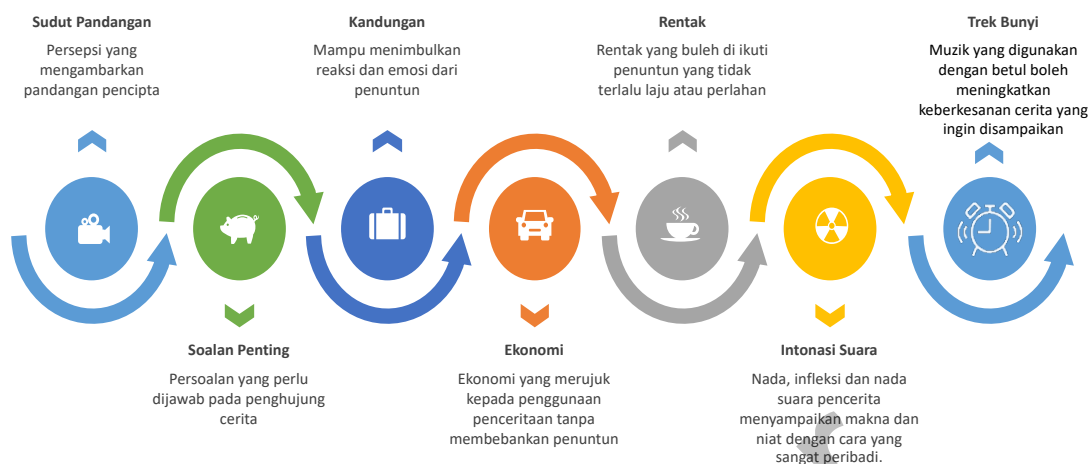 Sudut Pandangan
Persepsi yang
mengambarkan
pandangan pencipta
Soalan Penting
Persoalan yang perlu
dijawab pada penghujung
cerita
Kandungan
Mampu menimbulkan
reaksi dan emosi dari
penuntun
Ekonomi
Ekonomi yang merujuk
kepada penggunaan
penceritaan tanpa
membebankan penuntun
Rentak
Rentak yang buleh di ikuti
penuntun yang tidak
terlalu laju atau perlahan
Intonasi Suara
Nada, infleksi dan nada
suara pencerita
menyampaikan makna dan
niat dengan cara yang
sangat peribadi.
Trek Bunyi
Muzik yang digunakan
dengan betul boleh
meningkatkan
keberkesanan cerita yang
ingin disampaikan